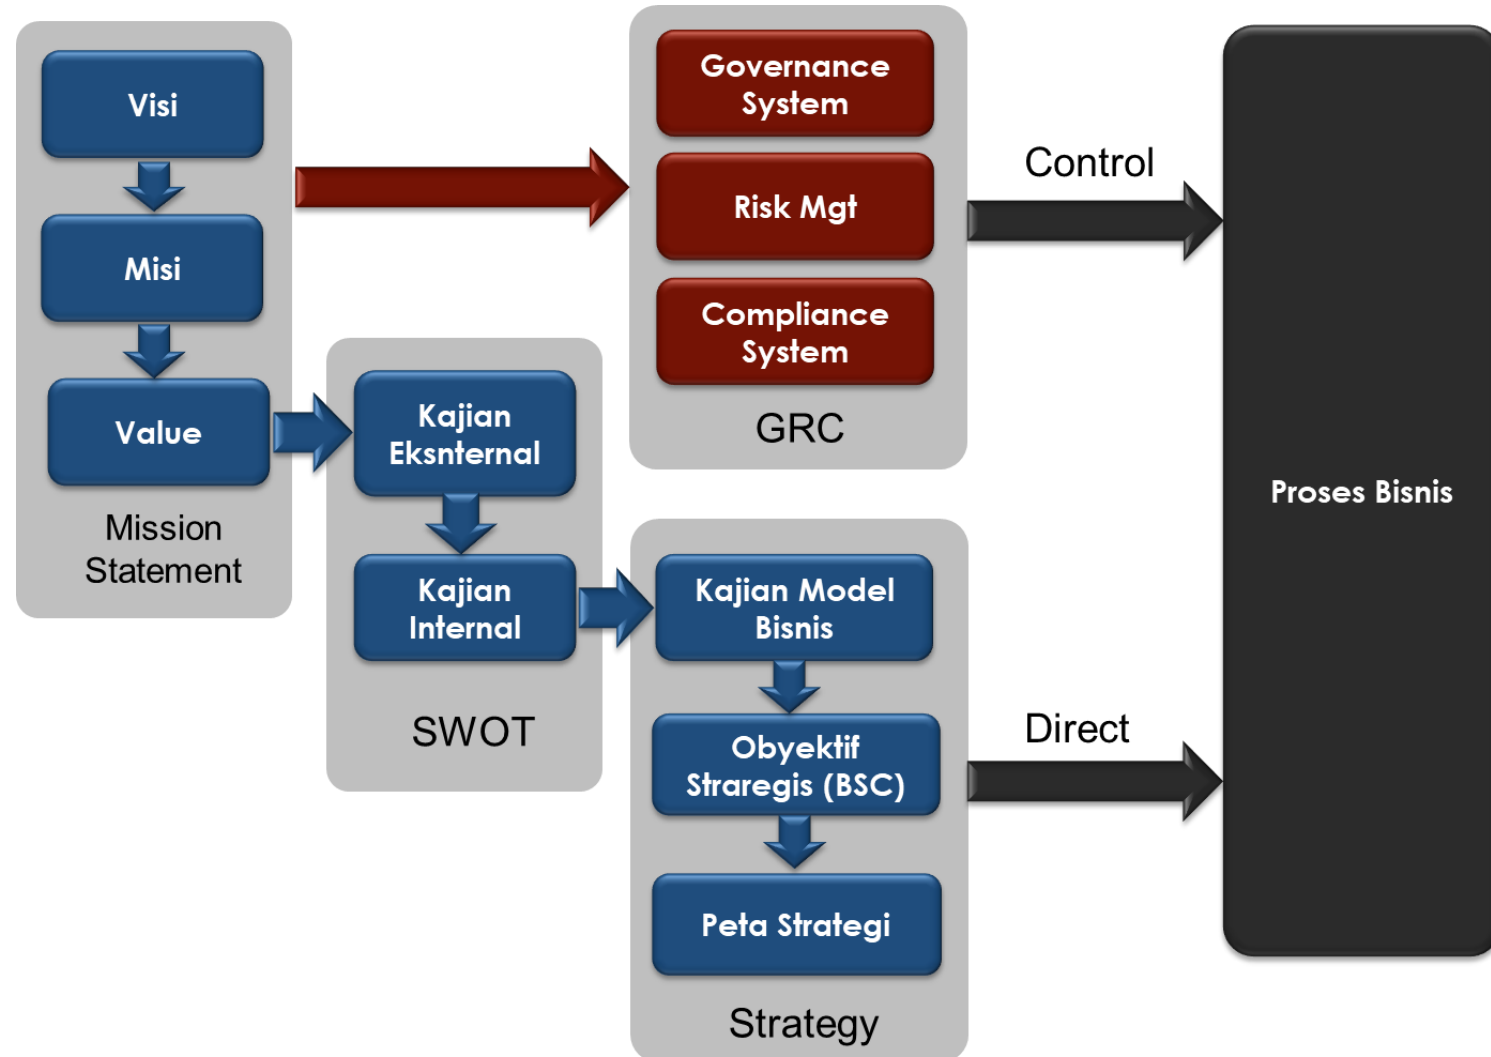 Visi
Misi
Value
Mission
Statement
Kajian
Eksnternal
Kajian
Internal
SWOT
Governance
System
Risk Mgt
Compliance
System
GRC
Kajian Model
Bisnis
Obyektif
Straregis (BSC)
Peta Strategi
Strategy
Control
Direct
Proses Bisnis